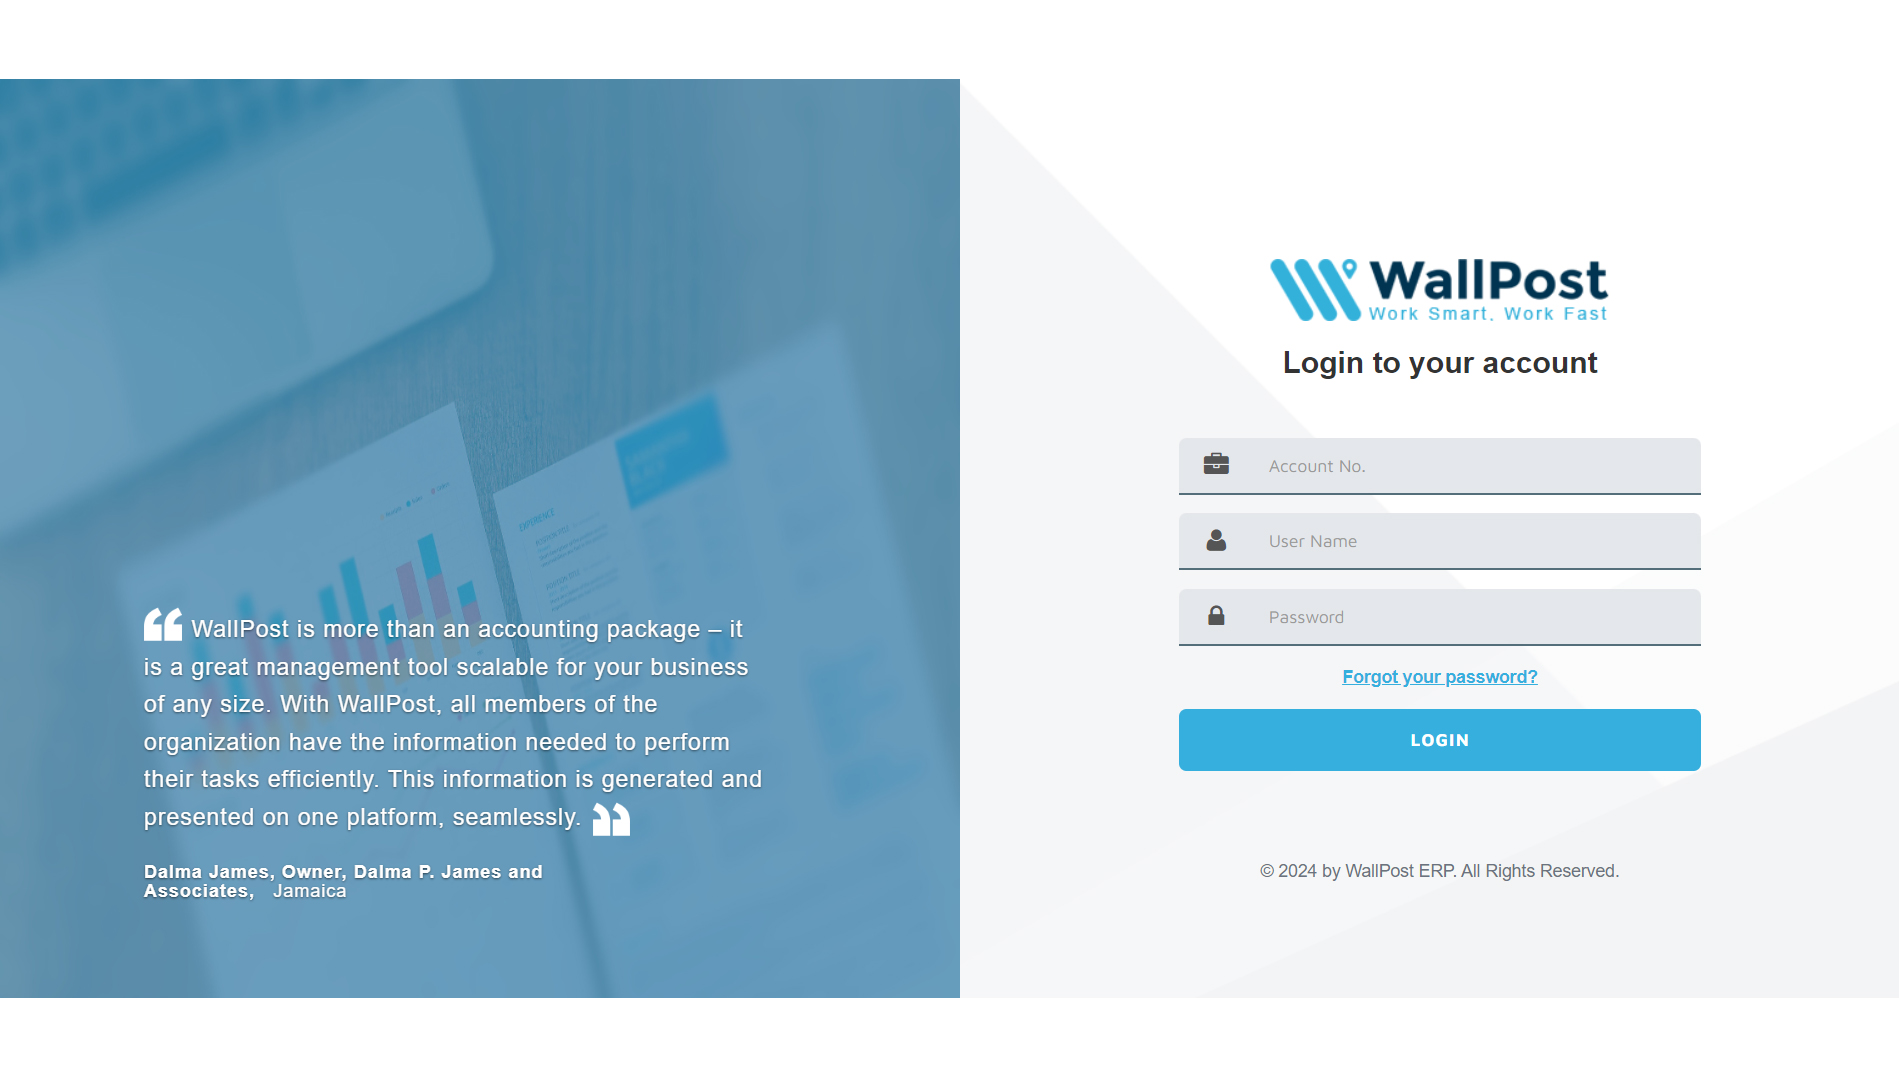 WallPost is more than an accounting package – it
is a great management tool scalable for your business
of any size. With WallPost, all members of the
organization have the information needed to perform
their tasks efficiently. This information is generated and
presented on one platform, seamlessly.
Dalma James, Owner, Dalma P. James and
Associates, Jamaica
EXPERIENCE
WallPost
Work Smart. Work Fast
Login to your account
Account No.
User Name
Password
Forgot your password?
LOGIN
© 2024 by WallPost ERP. All Rights Reserved.